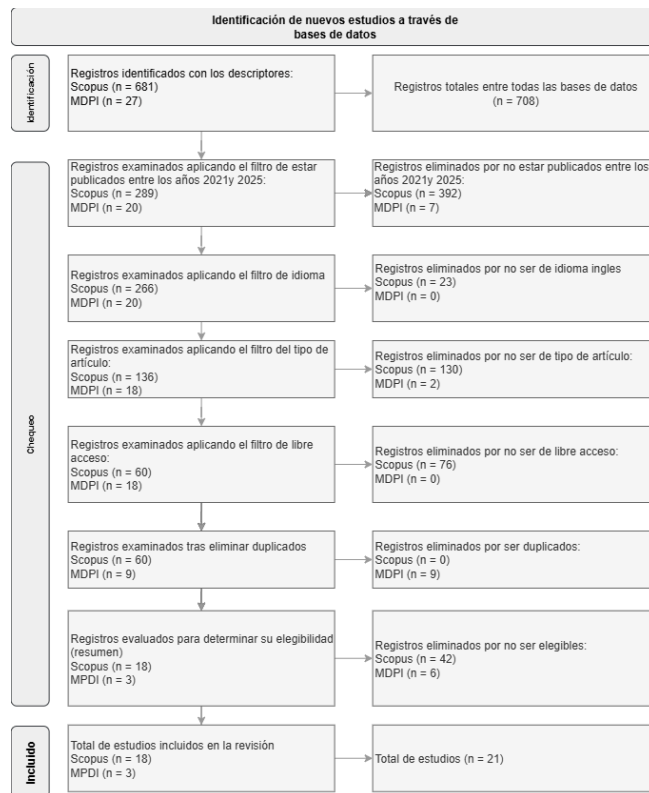 Identificación de nuevos estudios a través de
bases de datos
Identificación
Registros identificados con los descriptores:
Scopus (n = 681)
MDPI (n = 27)
Registros totales entre todas las bases de datos
(n = 708)
Chequeo
Registros examinados aplicando el filtro de estar
publicados entre los años 2021y 2025:
Scopus (n = 289)
MDPI (n = 20)
Registros eliminados por no estar publicados entre los
años 2021y 2025:
Scopus (n = 392)
MDPI (n = 7)
Registros examinados aplicando el filtro de idioma
Scopus (n = 266)
MDPI (n = 20)
Registros eliminados por no ser de idioma ingles
Scopus (n = 23)
MDPI (n = 0)
Registros examinados aplicando el filtro del tipo de
artículo:
Scopus (n = 136)
MDPI (n = 18)
Registros eliminados por no ser de tipo de artículo:
Scopus (n = 130)
MDPI (n = 2)
Registros examinados aplicando el filtro de libre
acceso:
Scopus (n = 60)
MDPI (n = 18)
Registros eliminados por no ser de libre acceso:
Scopus (n = 76)
MDPI (n = 0)
Registros examinados tras eliminar duplicados
Scopus (n = 60)
MDPI (n = 9)
Registros eliminados por ser duplicados:
Scopus (n = 0)
MDPI (n = 9)
Registros evaluados para determinar su elegibilidad
(resumen)
Scopus (n = 18)
MPDI (n = 3)
Registros eliminados por no ser elegibles:
Scopus (n = 42)
MDPI (n = 6)
Incluido
Total de estudios incluidos en la revisión
Scopus (n = 18)
MPDI (n = 3)
Total de estudios (n = 21)